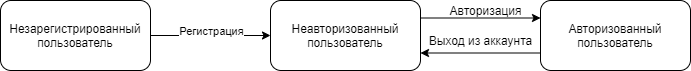 Незарегистрированный
пользователь
Регистрация
Неавторизованный
пользователь
Авторизация
Выход из аккаунта
Авторизованный
пользователь